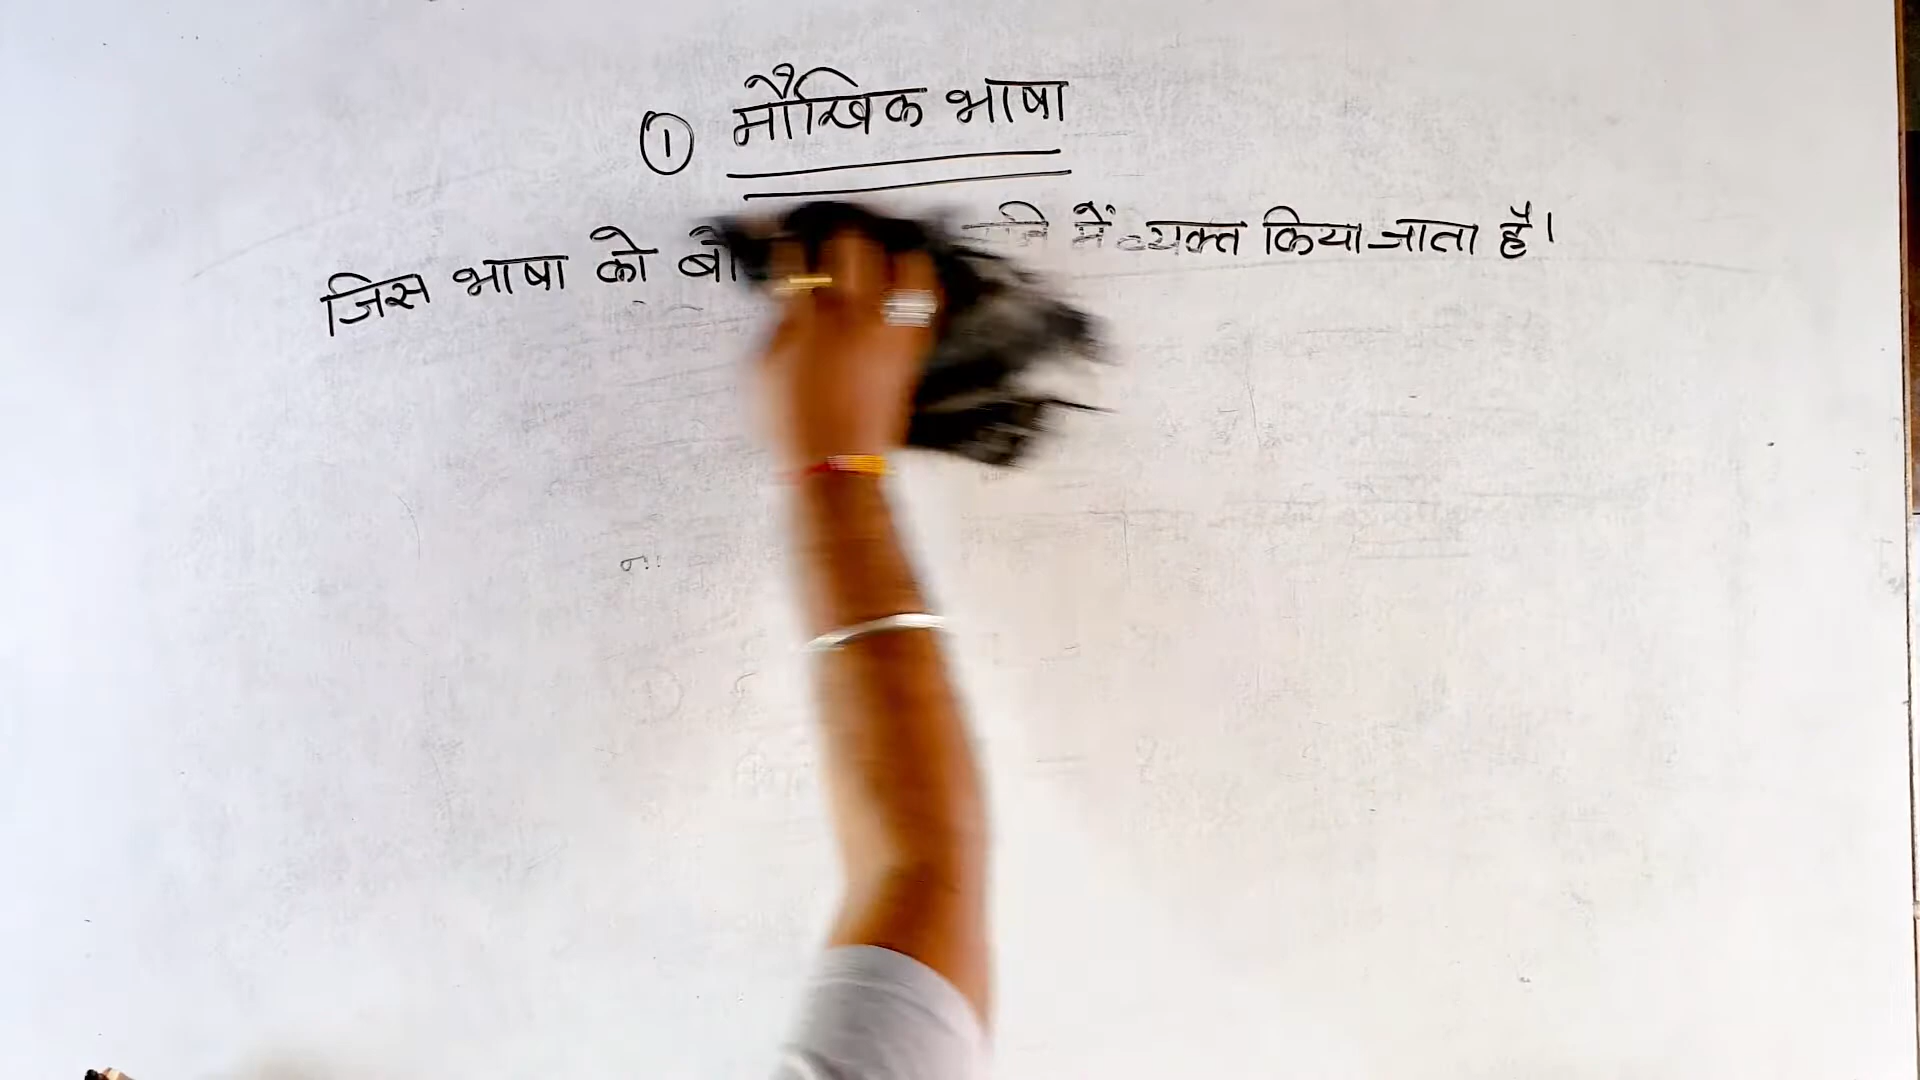 ① मौखिक भाषा
जिस भाषा को में व्यक्त किया जाता है।